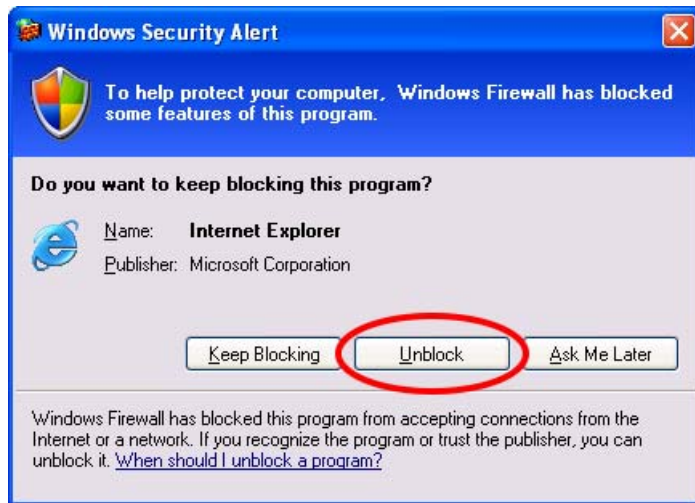 Windows Security Alert
To help protect your computer, Windows Firewall has blocked
some features of this program.
Do you want to keep blocking this program?
Name: Internet Explorer
Publisher: Microsoft Corporation
Keep Blocking Unblock Ask Me Later
Windows Firewall has blocked this program from accepting connections from the
Internet or a network. If you recognize the program or trust the publisher, you can
unblock it. When should I unblock a program?